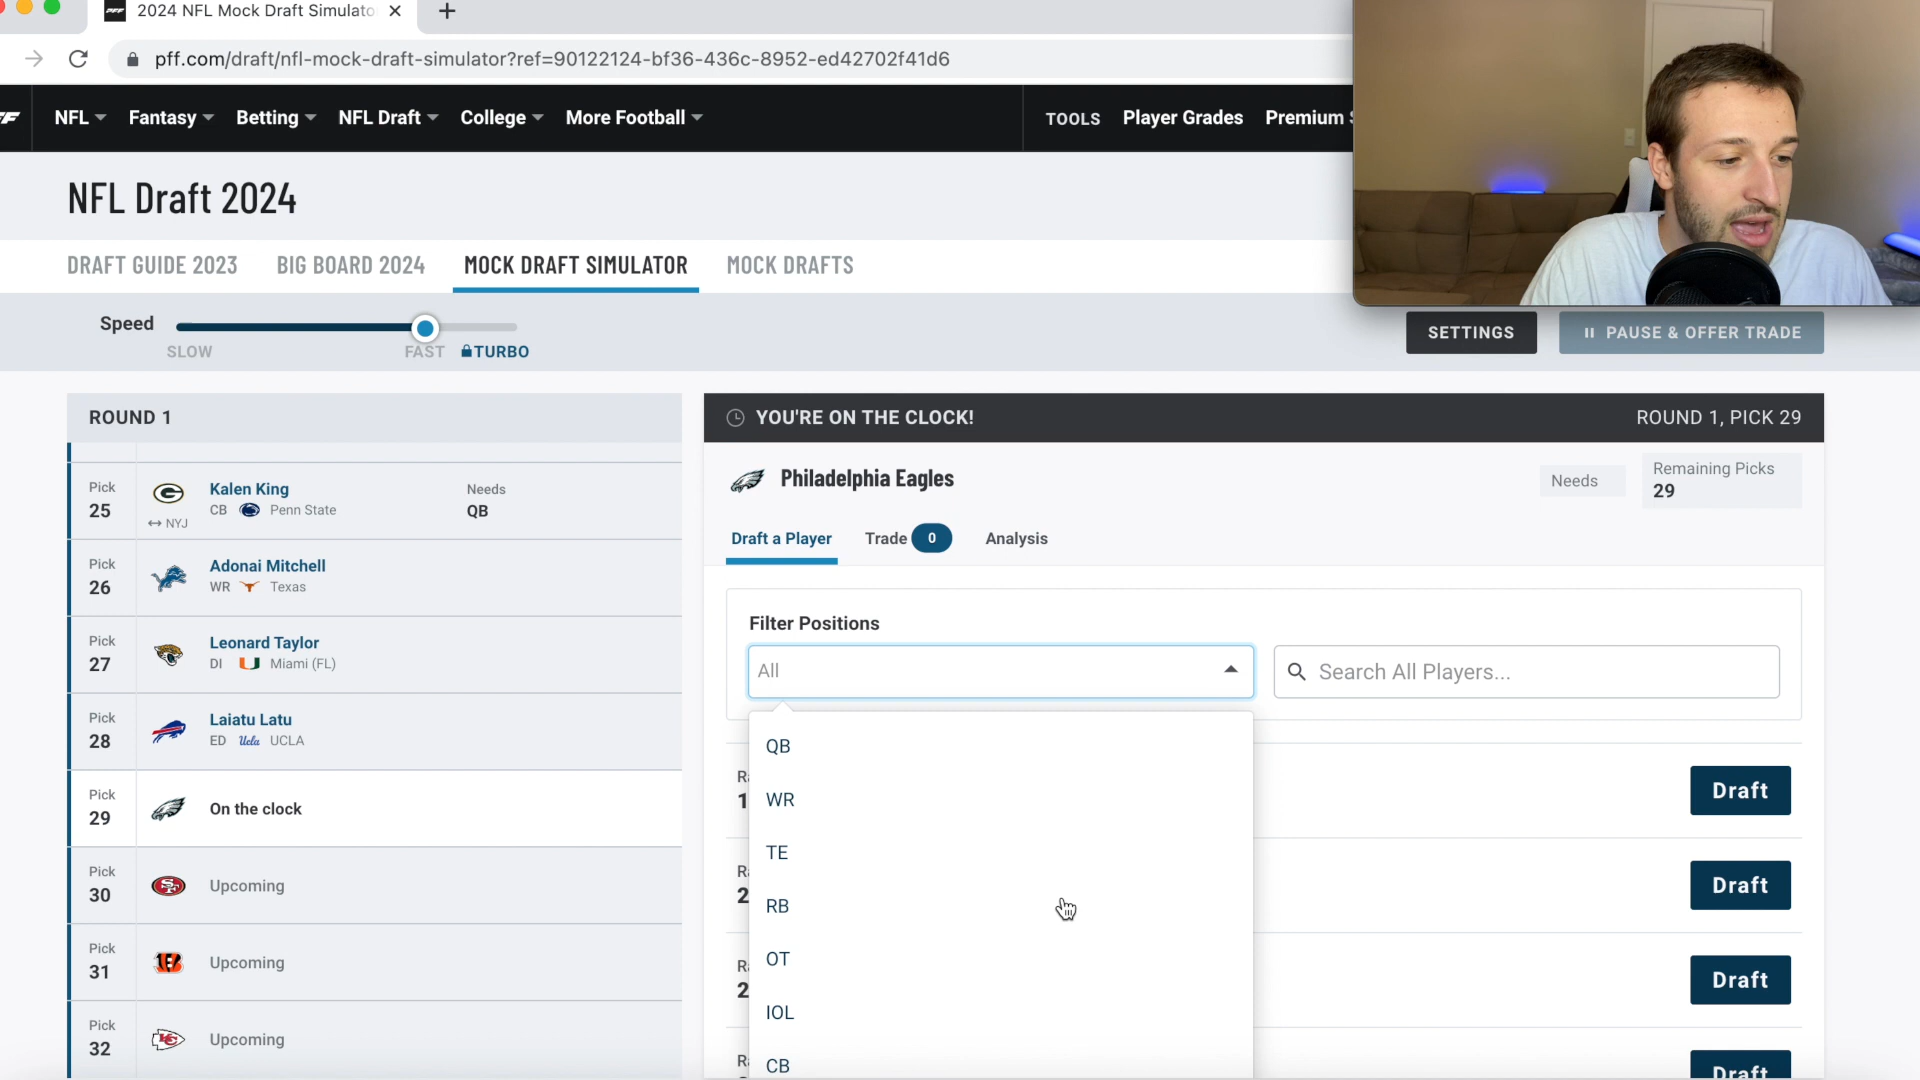 2024 NFL Mock Draft Simulato
pff.com/draft/nfl-mock-draft-simulator?ref=90122124-bf36-436c-8952-ed42702f41d6
NFL
Fantasy
Betting
NFL Draft
College
More Football
TOOLS
Player Grades
Premium S
NFL Draft 2024
DRAFT GUIDE 2023
BIG BOARD 2024
MOCK DRAFT SIMULATOR
MOCK DRAFTS
Speed
SLOW
FAST
TURBO
SETTINGS
PAUSE & OFFER TRADE
ROUND 1
Pick
25
↔ NYJ
Kalen King
CB Penn State
Needs
QB
Pick
26
Adonai Mitchell
WR Texas
Pick
27
Leonard Taylor
DI Miami (FL)
Pick
28
Laiatu Latu
ED Ucla UCLA
Pick
29
On the clock
Pick
30
Upcoming
Pick
31
Upcoming
Pick
32
Upcoming
YOU'RE ON THE CLOCK!
ROUND 1, PICK 29
Philadelphia Eagles
Needs
Remaining Picks
29
Draft a Player
Trade 0
Analysis
Filter Positions
All
Search All Players...
QB
WR
TE
RB
OT
IOL
CB
Draft
Draft
Draft
Draft